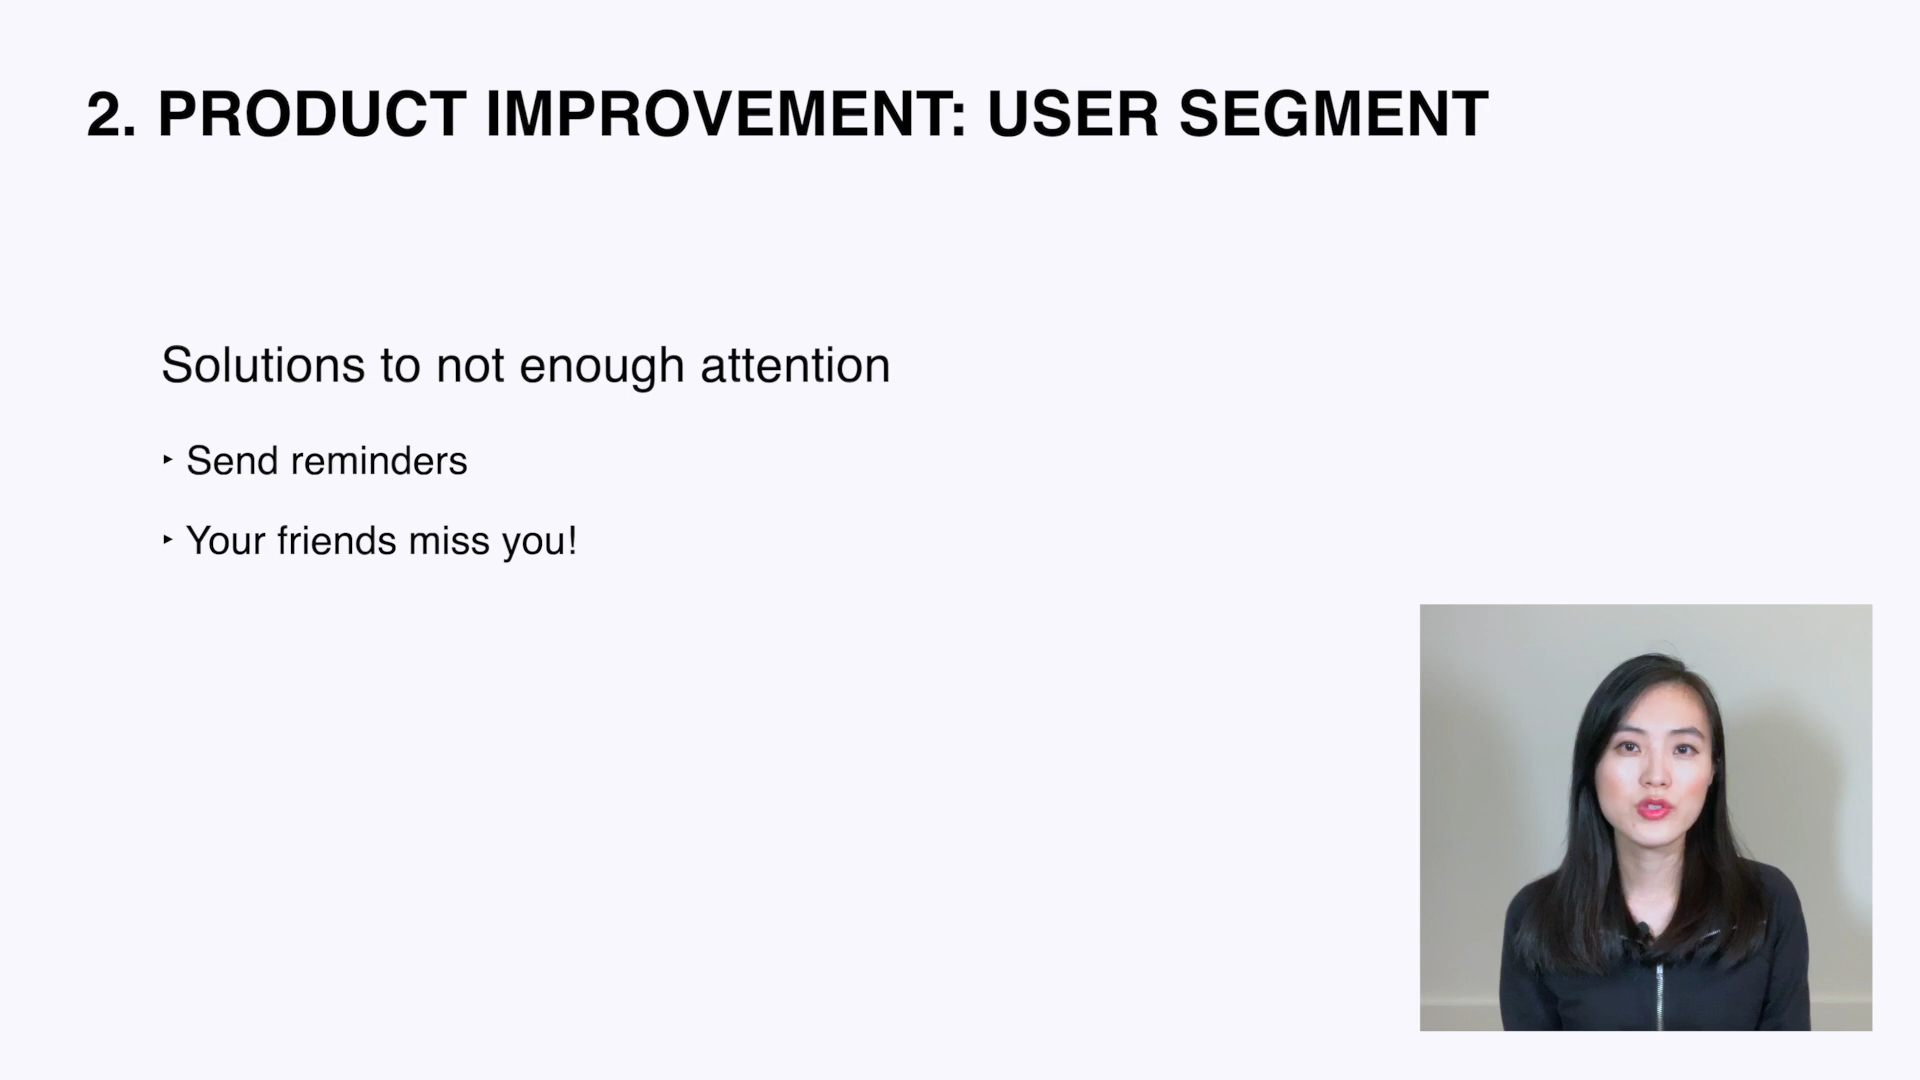 2. PRODUCT IMPROVEMENT: USER SEGMENT
Solutions to not enough attention
‣ Send reminders
‣ Your friends miss you!